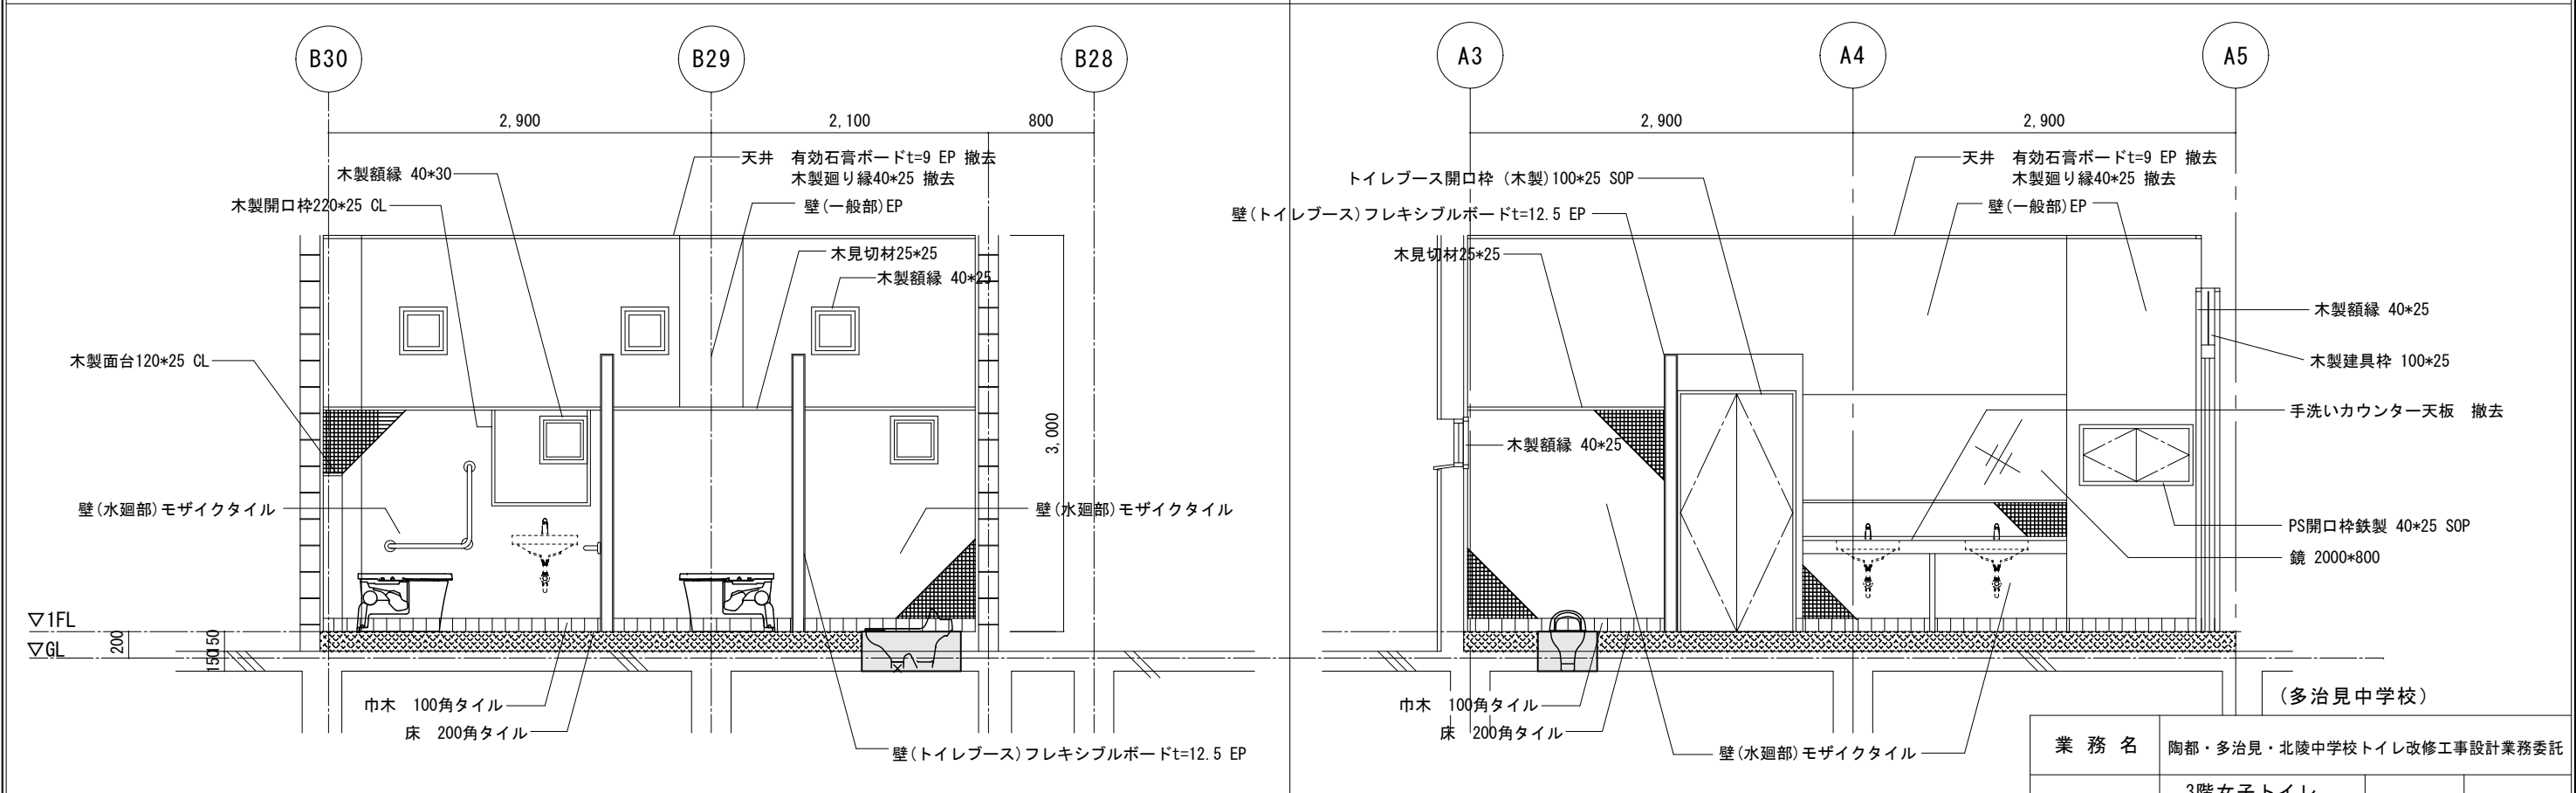 B30
B29
B28
2,900
2,100
800
天井　有効石膏ボードt=9 EP 撤去
木製廻り縁40*25 撤去
木製額縁 40*30
木製開口枠220*25 CL
壁(一般部)EP
木見切材25*25
木製額縁 40*25
木製面台120*25 CL
3,000
壁(水廻部)モザイクタイル
壁(水廻部)モザイクタイル
▽1FL
▽GL
200
150
150
巾木　100角タイル
床　200角タイル
壁(トイレブース)フレキシブルボードt=12.5 EP
A3
A4
A5
2,900
2,900
天井　有効石膏ボードt=9 EP 撤去
木製廻り縁40*25 撤去
トイレブース開口枠 (木製)100*25 SOP
壁(一般部)EP
壁(トイレブース)フレキシブルボードt=12.5 EP
木見切材25*25
木製額縁 40*25
木製建具枠 100*25
手洗いカウンター天板　撤去
木製額縁 40*25
PS開口枠鉄製 40*25 SOP
鏡 2000*800
巾木　100角タイル
床　200角タイル
壁(水廻部)モザイクタイル
(多治見中学校)
業 務 名
陶都・多治見・北陵中学校トイレ改修工事設計業務委託
3階女子トイレ